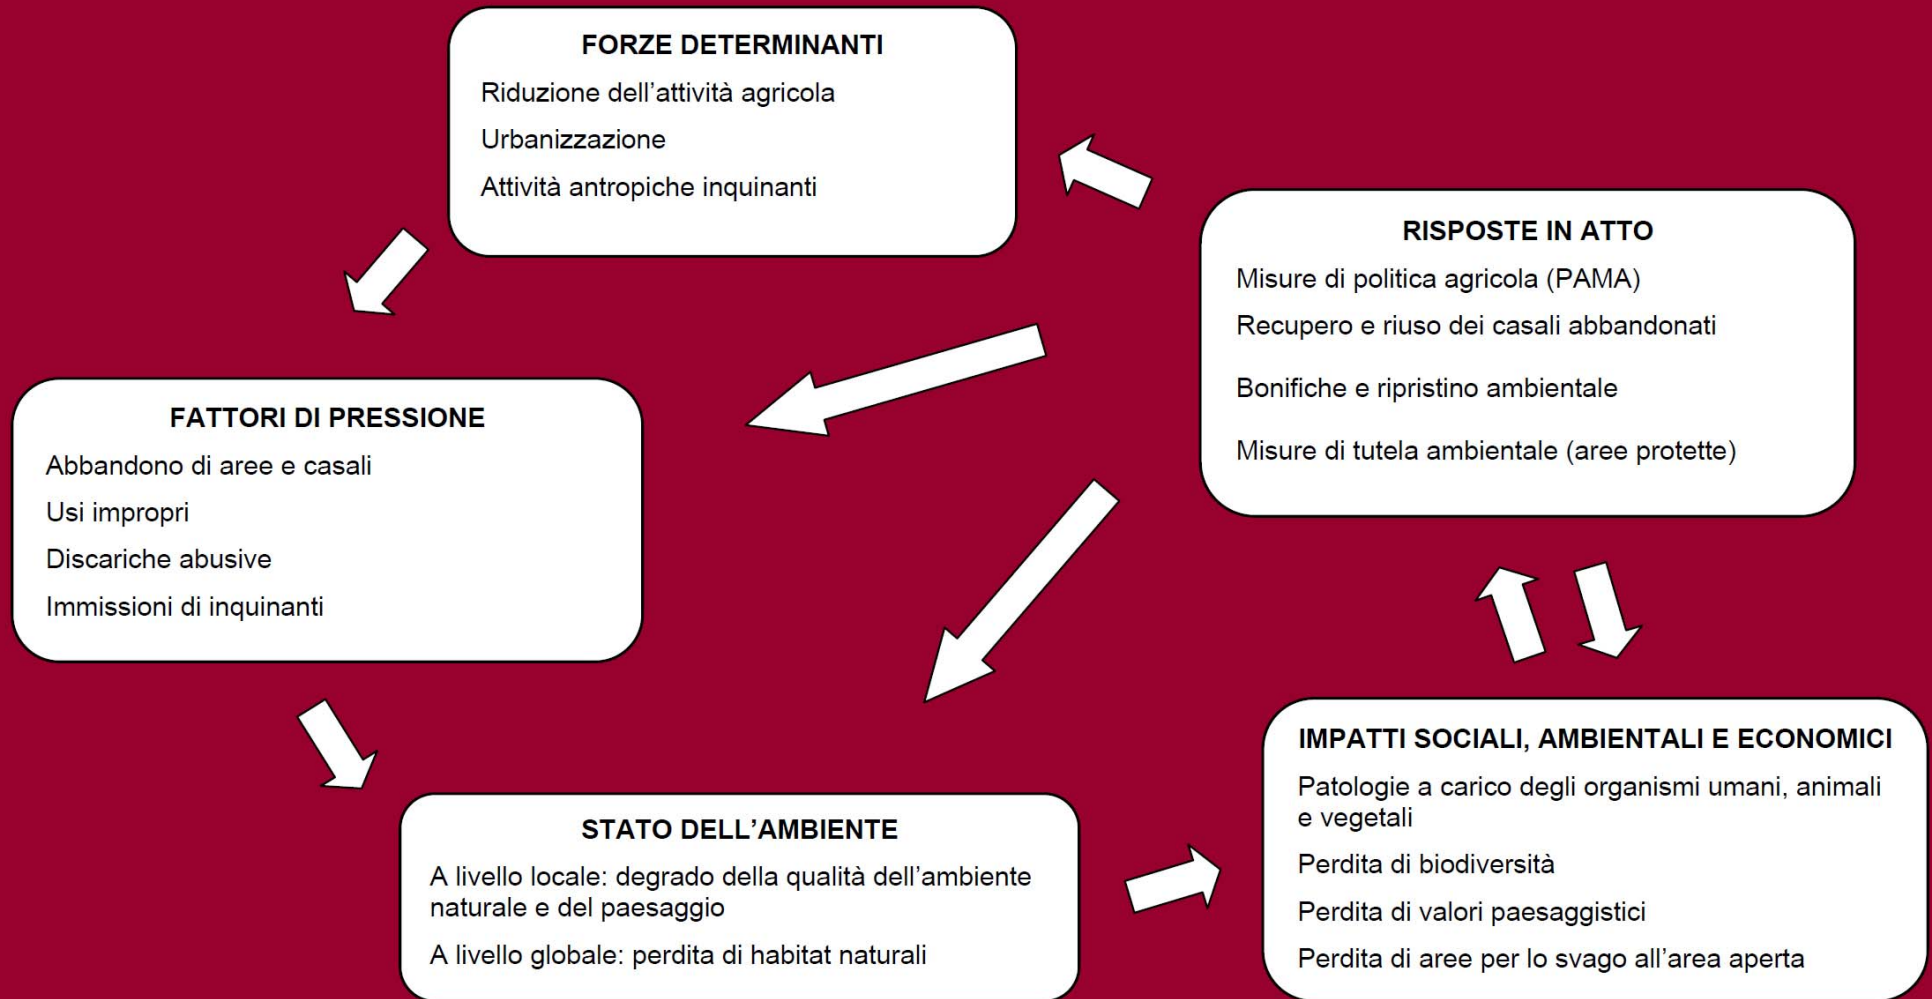 FORZE DETERMINANTI
Riduzione dell’attività agricola
Urbanizzazione
Attività antropiche inquinanti
RISPOSTE IN ATTO
Misure di politica agricola (PAMA)
Recupero e riuso dei casali abbandonati
Bonifiche e ripristino ambientale
Misure di tutela ambientale (aree protette)
FATTORI DI PRESSIONE
Abbandono di aree e casali
Usi impropri
Discariche abusive
Immissioni di inquinanti
STATO DELL’AMBIENTE
A livello locale: degrado della qualità dell’ambiente
naturale e del paesaggio
A livello globale: perdita di habitat naturali
IMPATTI SOCIALI, AMBIENTALI E ECONOMICI
Patologie a carico degli organismi umani, animali
e vegetali
Perdita di biodiversità
Perdita di valori paesaggistici
Perdita di aree per lo svago all’area aperta